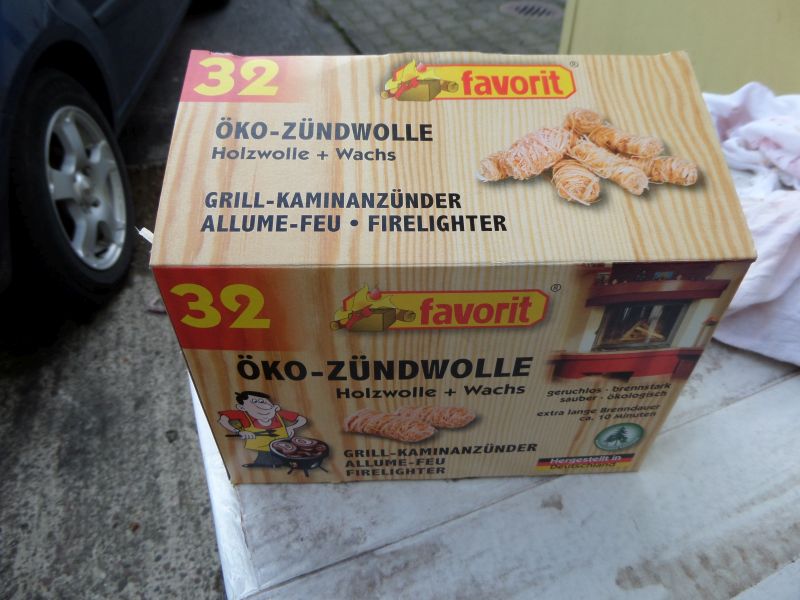 32
favorit®
ÖKO-ZÜNDWOLLE
Holzwolle + Wachs
GRILL-KAMINANZÜNDER
ALLUME-FEU • FIRELIGHTER
32
favorit®
ÖKO-ZÜNDWOLLE
Holzwolle + Wachs
geruchlos · brennstark
sauber · ökologisch
extra lange Brenndauer
ca. 10 Minuten
GRILL-KAMINANZÜNDER
ALLUME-FEU
FIRELIGHTER
Hergestellt in
Deutschland